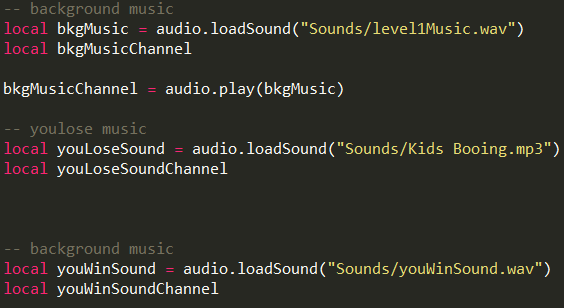 -- background music
local bkgMusic = audio.loadSound("Sounds/level1Music.wav")
local bkgMusicChannel
bkgMusicChannel = audio.play(bkgMusic)
-- youlose music
local youLoseSound = audio.loadSound("Sounds/Kids Booing.mp3")
local youLoseSoundChannel
-- background music
local youWinSound = audio.loadSound("Sounds/youWinSound.wav")
local youWinSoundChannel